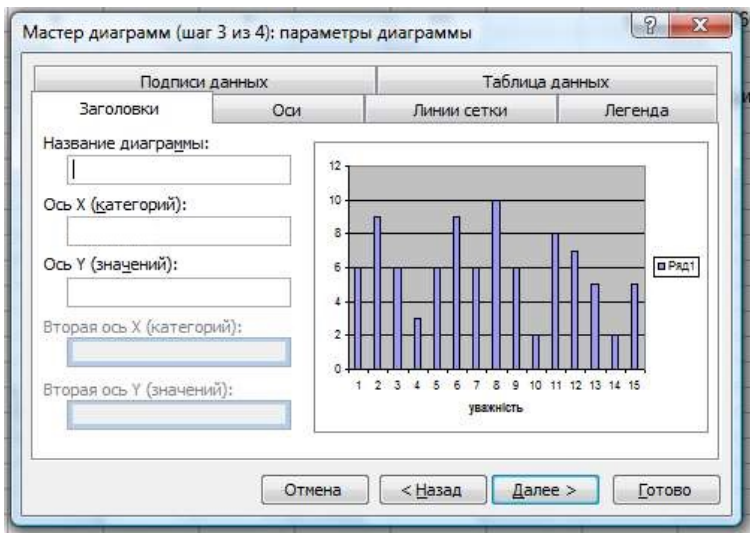 Мастер диаграмм (шаг 3 из 4): параметры диаграммы
Подписи данных
Таблица данных
Заголовки
Оси
Линии сетки
Легенда
Название диаграммы:
Ось X (категорий):
Ось Y (значений):
Вторая ось X (категорий):
Вторая ось Y (значений):
12
10
8
6
4
2
0
1 2 3 4 5 6 7 8 9 10 11 12 13 14 15
уважність
Ряд1
Отмена
< Назад
Далее >
Готово